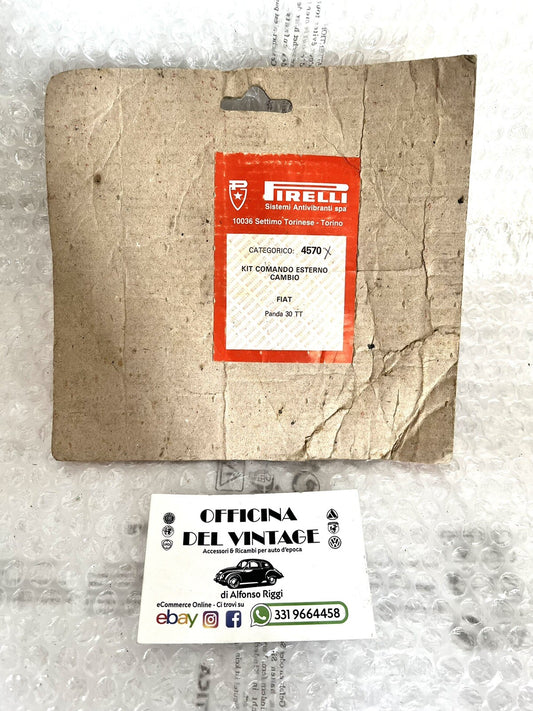 PIRELLI
Sistemi Antivibranti spa
10036 Settimo Torinese - Torino
CATEGORICO: 4570 X
KIT COMANDO ESTERNO
CAMBIO
FIAT
Panda 30 TT
OFFICINA
DEL VINTAGE
Accessori & Ricambi per auto d'epoca
di Alfonso Riggi
eCommerce Online - Ci trovi su
ebay
331 9664458